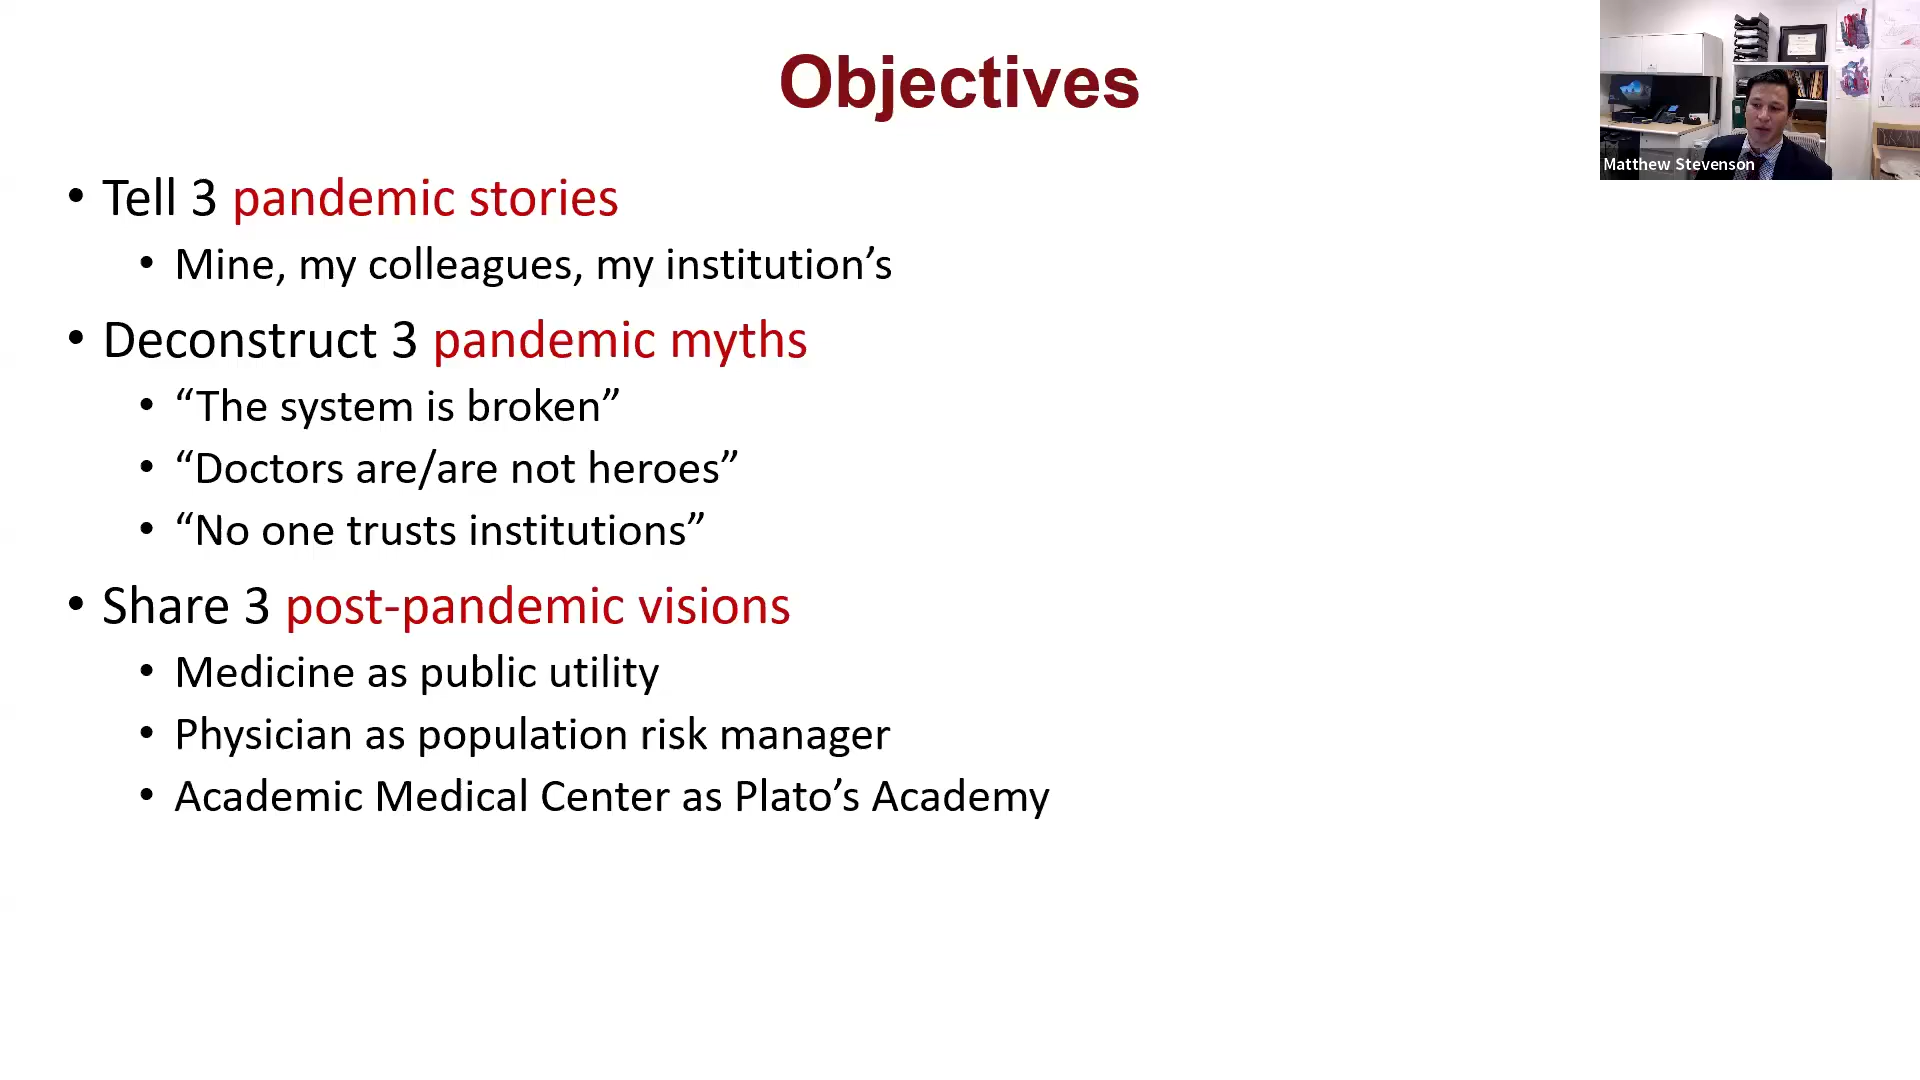 Objectives
• Tell 3 pandemic stories
• Mine, my colleagues, my institution’s
• Deconstruct 3 pandemic myths
• “The system is broken”
• “Doctors are/are not heroes”
• “No one trusts institutions”
• Share 3 post-pandemic visions
• Medicine as public utility
• Physician as population risk manager
• Academic Medical Center as Plato’s Academy
Matthew Stevenson